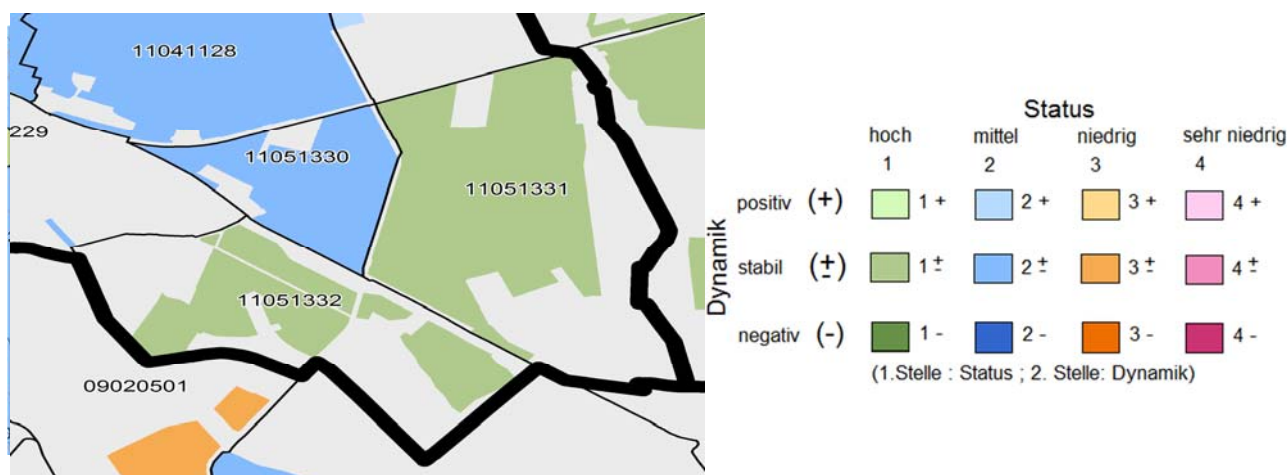 11041128
229
11051330
11051331
11051332
09020501
Status
hoch mittel niedrig sehr niedrig
1 2 3 4
Dynamik
positiv (+) 1 + 2 + 3 + 4 +
stabil (±) 1 ± 2 ± 3 ± 4 ±
negativ (-) 1 - 2 - 3 - 4 -
(1.Stelle : Status ; 2. Stelle: Dynamik)